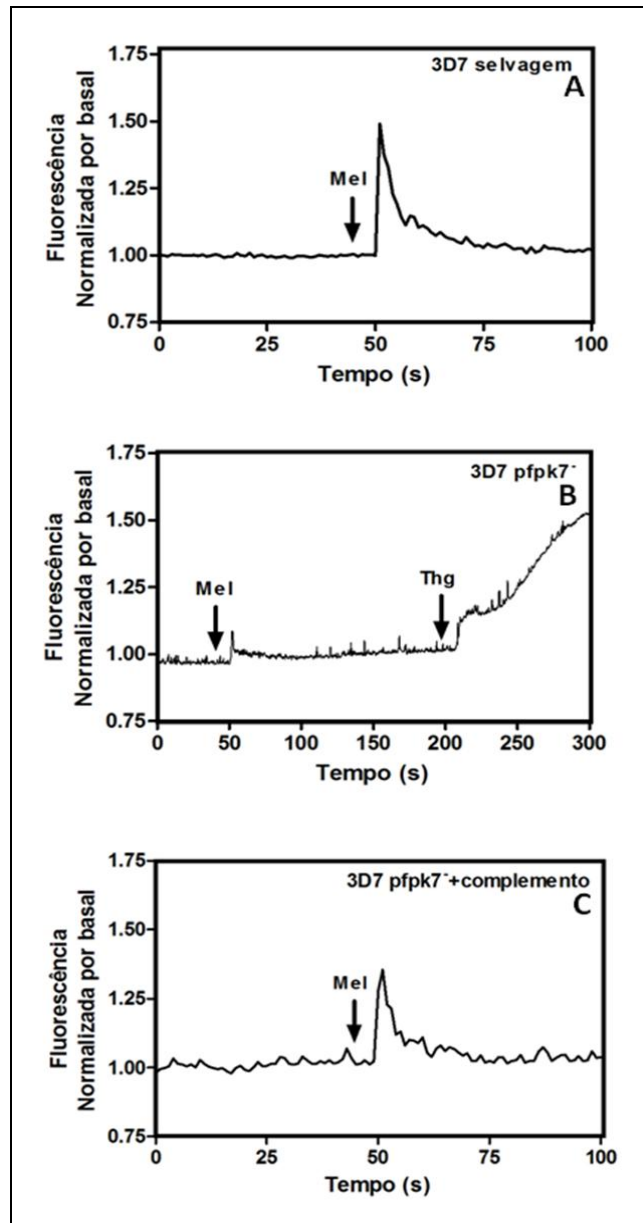 3D7 selvagem
A
Fluorescência
Normalizada por basal
1.75
1.50
1.25
1.00
0.75
Mel
0
25
50
75
100
Tempo (s)
3D7 pfpk7-
B
Fluorescência
Normalizada por basal
1.75
1.50
1.25
1.00
0.75
Mel
Thg
0
50
100
150
200
250
300
Tempo (s)
3D7 pfpk7-+complemento
C
Fluorescência
Normalizada por basal
1.75
1.50
1.25
1.00
0.75
Mel
0
25
50
75
100
Tempo (s)